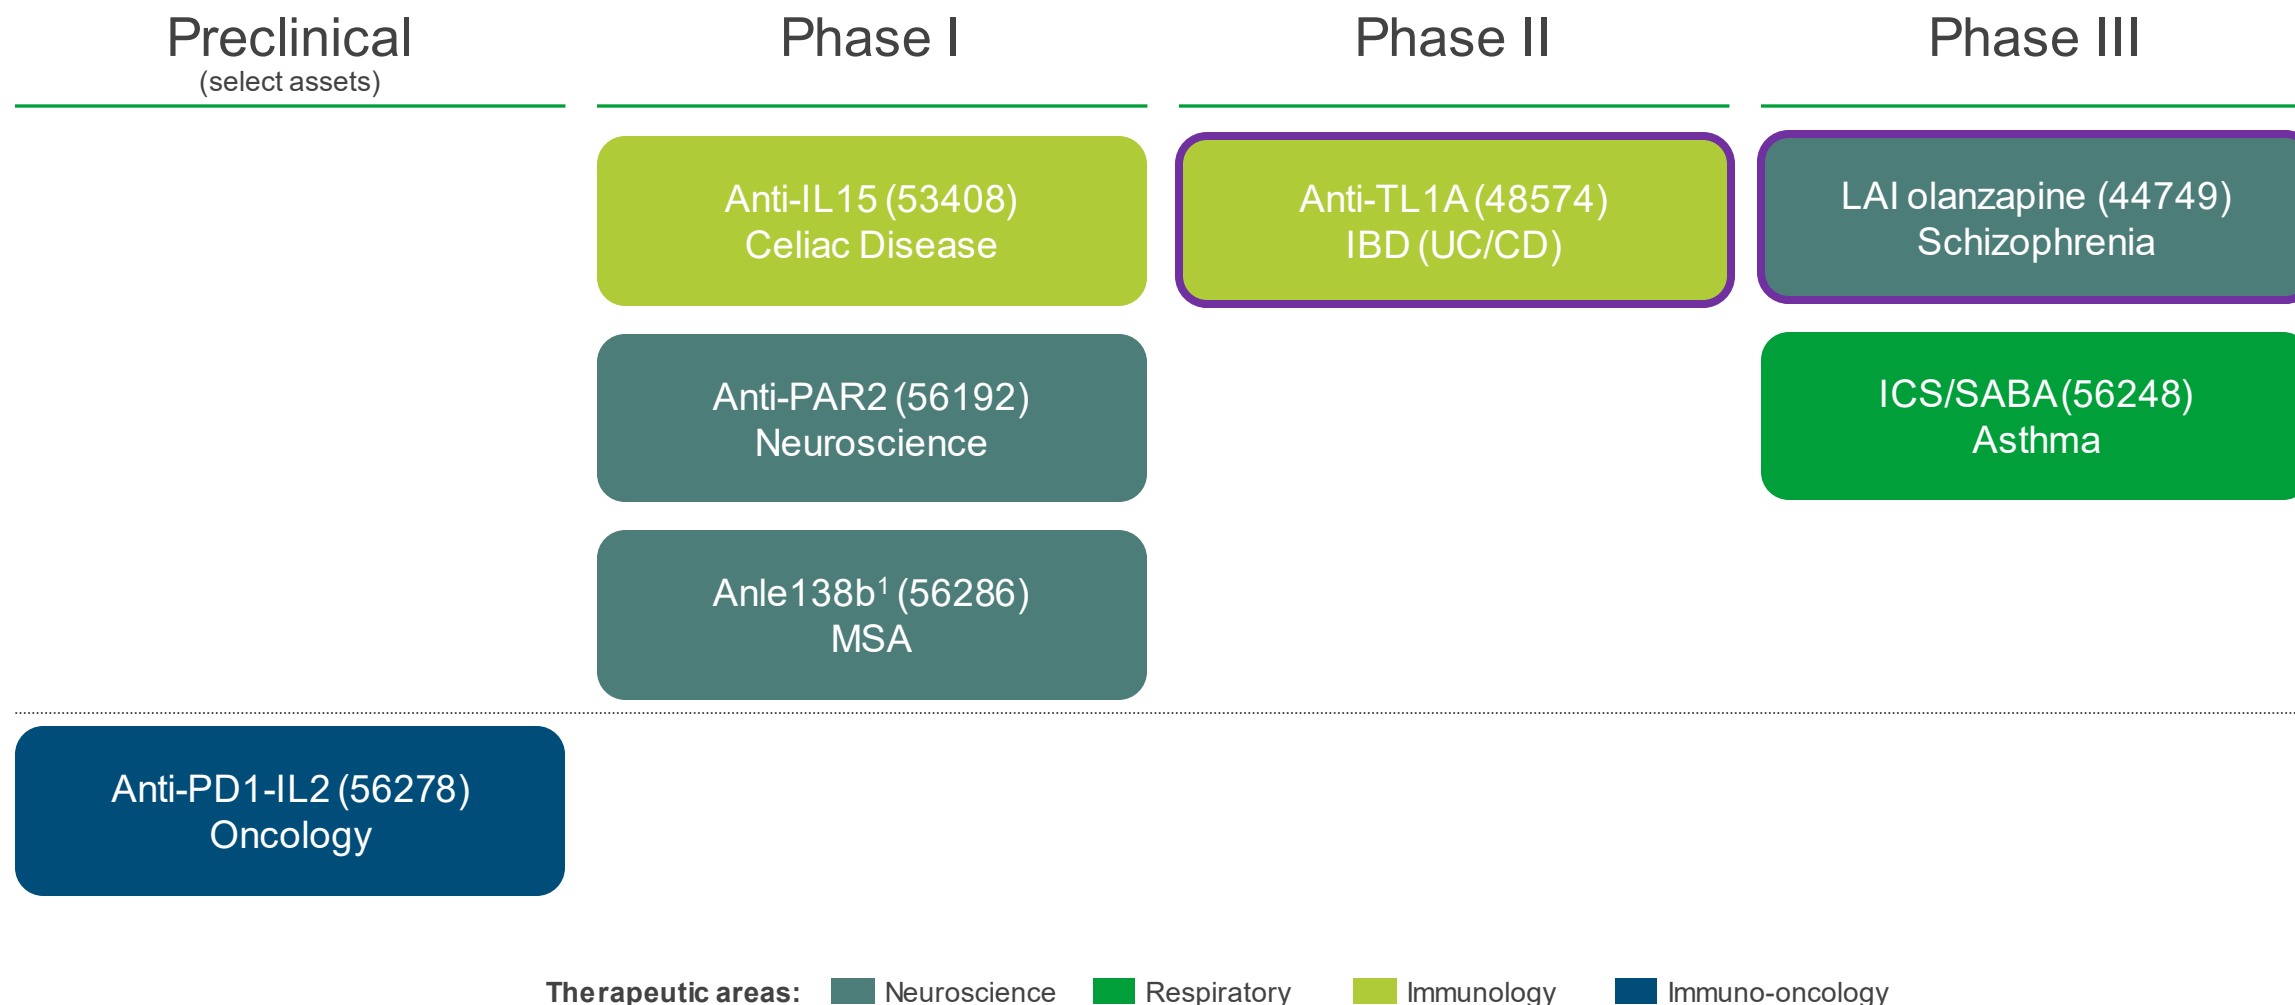 Preclinical
(select assets)
Phase I
Phase II
Phase III
Anti-IL15 (53408)
Celiac Disease
Anti-TL1A (48574)
IBD (UC/CD)
LAI olanzapine (44749)
Schizophrenia
Anti-PAR2 (56192)
Neuroscience
ICS/SABA (56248)
Asthma
Anle138b¹ (56286)
MSA
Anti-PD1-IL2 (56278)
Oncology
Therapeutic areas: Neuroscience Respiratory Immunology Immuno-oncology